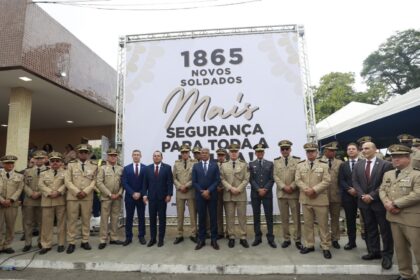 1865
NOVOS
SOLDADOS
Mais
SEGURANÇA
PARA TODA A